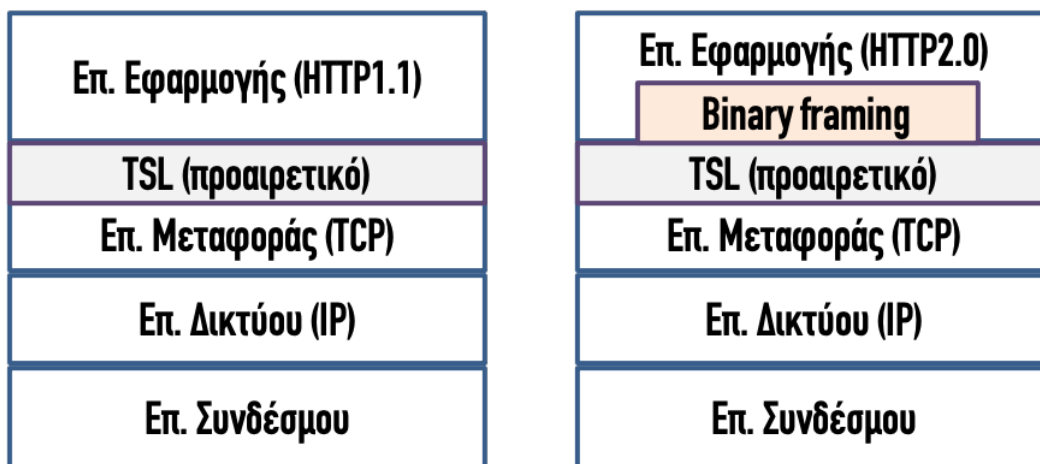 Επ. Εφαρμογής (HTTP1.1)
TSL (προαιρετικό)
Επ. Μεταφοράς (TCP)
Επ. Δικτύου (IP)
Επ. Συνδέσμου
Επ. Εφαρμογής (HTTP2.0)
Binary framing
TSL (προαιρετικό)
Επ. Μεταφοράς (TCP)
Επ. Δικτύου (IP)
Επ. Συνδέσμου